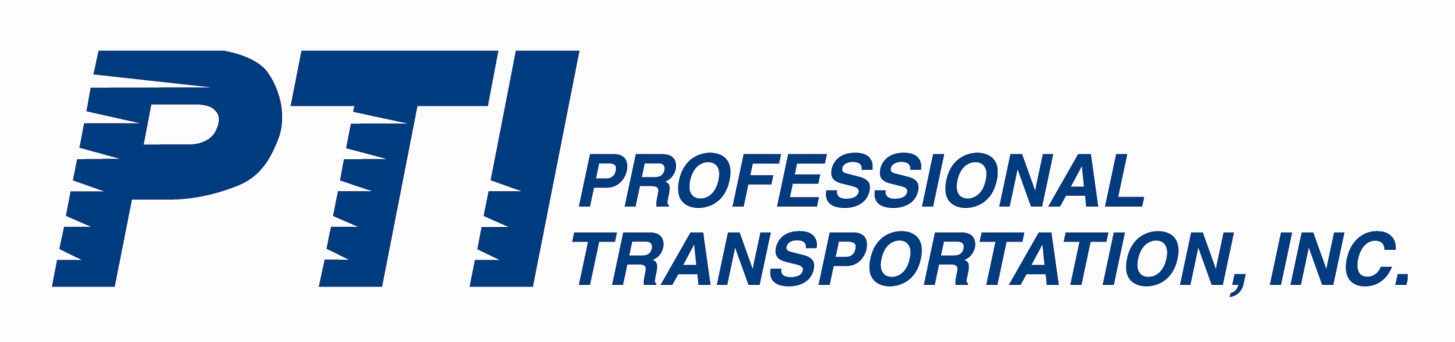 PTI
PROFESSIONAL
TRANSPORTATION, INC.